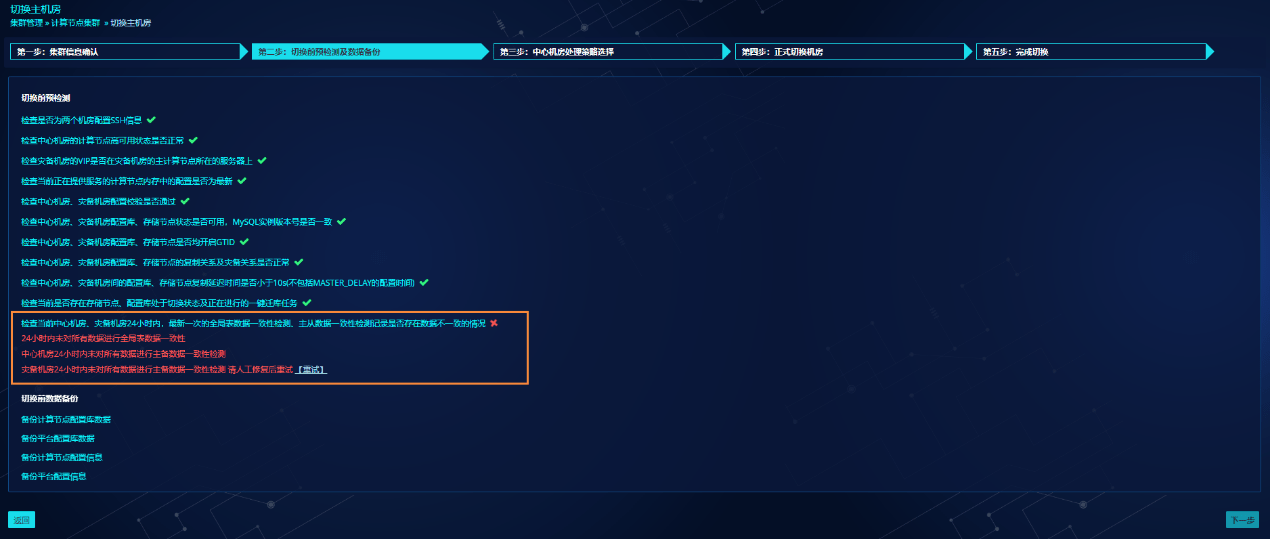 切换主机房
集群管理 » 计算节点集群 » 切换主机房
第一步：集群信息确认
第二步：切换前预检测及数据备份
第三步：中心机房处理策略选择
第四步：正式切换机房
第五步：完成切换
切换前预检测
检查是否为两个机房配置SSH信息
检查中心机房的计算节点高可用状态是否正常
检查灾备机房的VIP是否在灾备机房的主计算节点所在的服务器上
检查当前正在提供服务的计算节点内存中的配置是否为最新
检查中心机房、灾备机房配置校验是否通过
检查中心机房、灾备机房配置库、存储节点状态是否可用，MySQL实例版本号是否一致
检查中心机房、灾备机房配置库、存储节点是否均开启GTID
检查中心机房、灾备机房配置库、存储节点的复制关系及灾备关系是否正常
检查中心机房、灾备机房间的配置库、存储节点复制延迟时间是否小于10s(不包括MASTER_DELAY的配置时间)
检查当前是否存在存储节点、配置库处于切换状态及正在进行的一键迁库任务
检查当前中心机房、灾备机房24小时内，最新一次的全局表数据一致性检测、主从数据一致性检测记录是否存在数据不一致的情况
24小时内未对所有数据进行全局表数据一致性
中心机房24小时内未对所有数据进行主备数据一致性检测
灾备机房24小时内未对所有数据进行主备数据一致性检测 请人工修复后重试 【重试】
切换前数据备份
备份计算节点配置库数据
备份平台配置库数据
备份计算节点配置信息
备份平台配置信息
返回
下一步